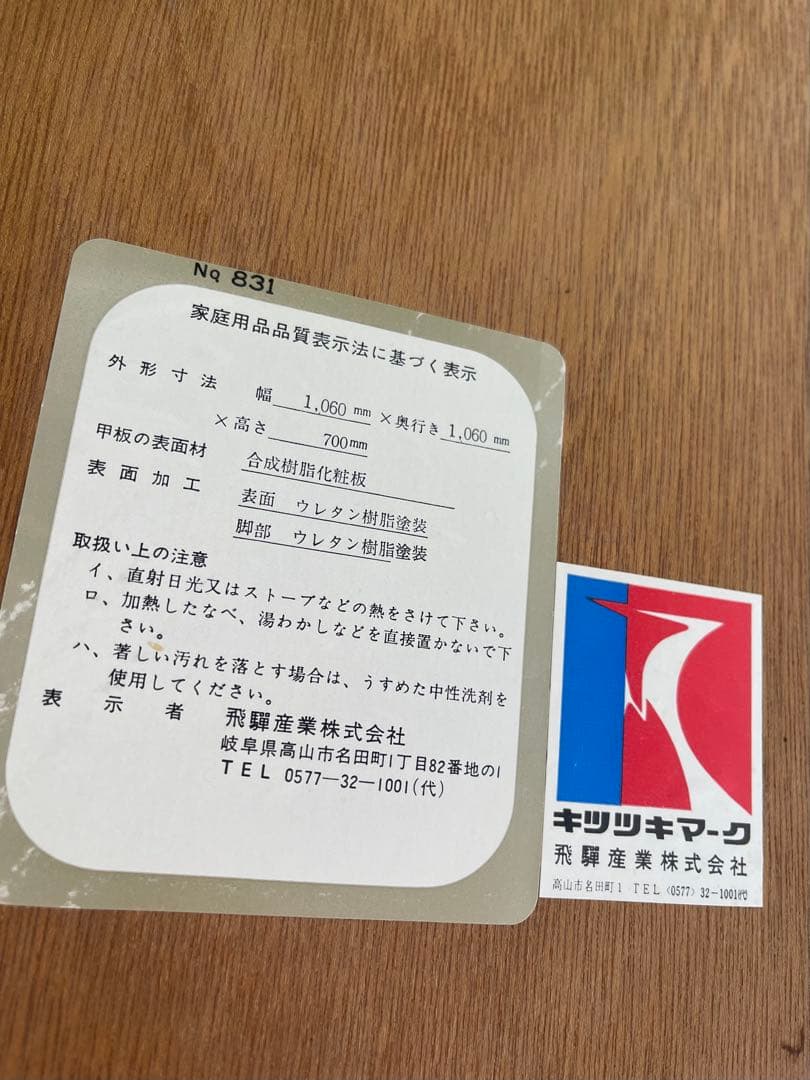 No. 831
家庭用品品質表示法に基づく表示
外形寸法 幅 1,060 mm ×奥行き 1,060 mm
×高さ 700mm
甲板の表面材 合成樹脂化粧板
表面加工 表面 ウレタン樹脂塗装
脚部 ウレタン樹脂塗装
取扱い上の注意
イ、直射日光又はストーブなどの熱をさけて下さい。
ロ、加熱したなべ、湯わかしなどを直接置かないで下
さい。
ハ、著しい汚れを落とす場合は、うすめた中性洗剤を
使用してください。
表示者 飛驒産業株式会社
岐阜県高山市名田町1丁目82番地の1
TEL 0577-32-1001(代)
キツツキマーク
飛驒産業株式会社
高山市名田町1 TEL〈0577〉32-1001(代)